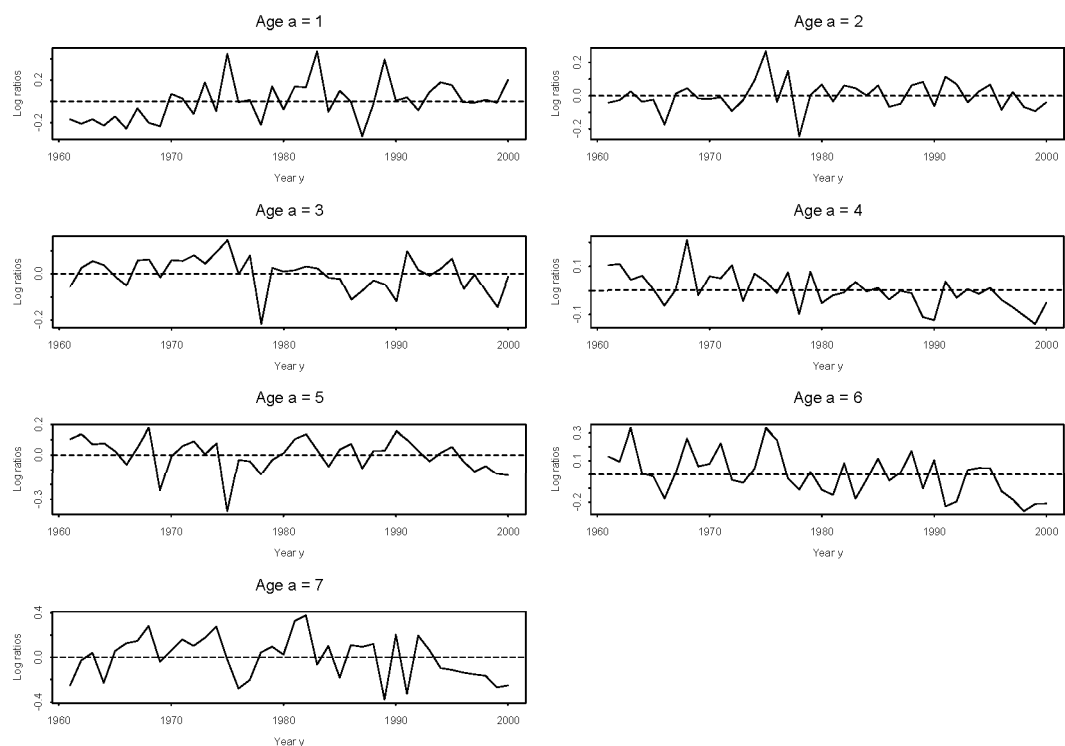 Age a = 1
Log ratios
-0.2 0.2
1960 1970 1980 1990 2000
Year y
Age a = 2
Log ratios
-0.2 0.0 0.2
1960 1970 1980 1990 2000
Year y
Age a = 3
Log ratios
-0.2 0.0
1960 1970 1980 1990 2000
Year y
Age a = 4
Log ratios
-0.1 0.1
1960 1970 1980 1990 2000
Year y
Age a = 5
Log ratios
-0.3 0.0 0.2
1960 1970 1980 1990 2000
Year y
Age a = 6
Log ratios
-0.2 0.1 0.3
1960 1970 1980 1990 2000
Year y
Age a = 7
Log ratios
-0.4 0.0 0.4
1960 1970 1980 1990 2000
Year y